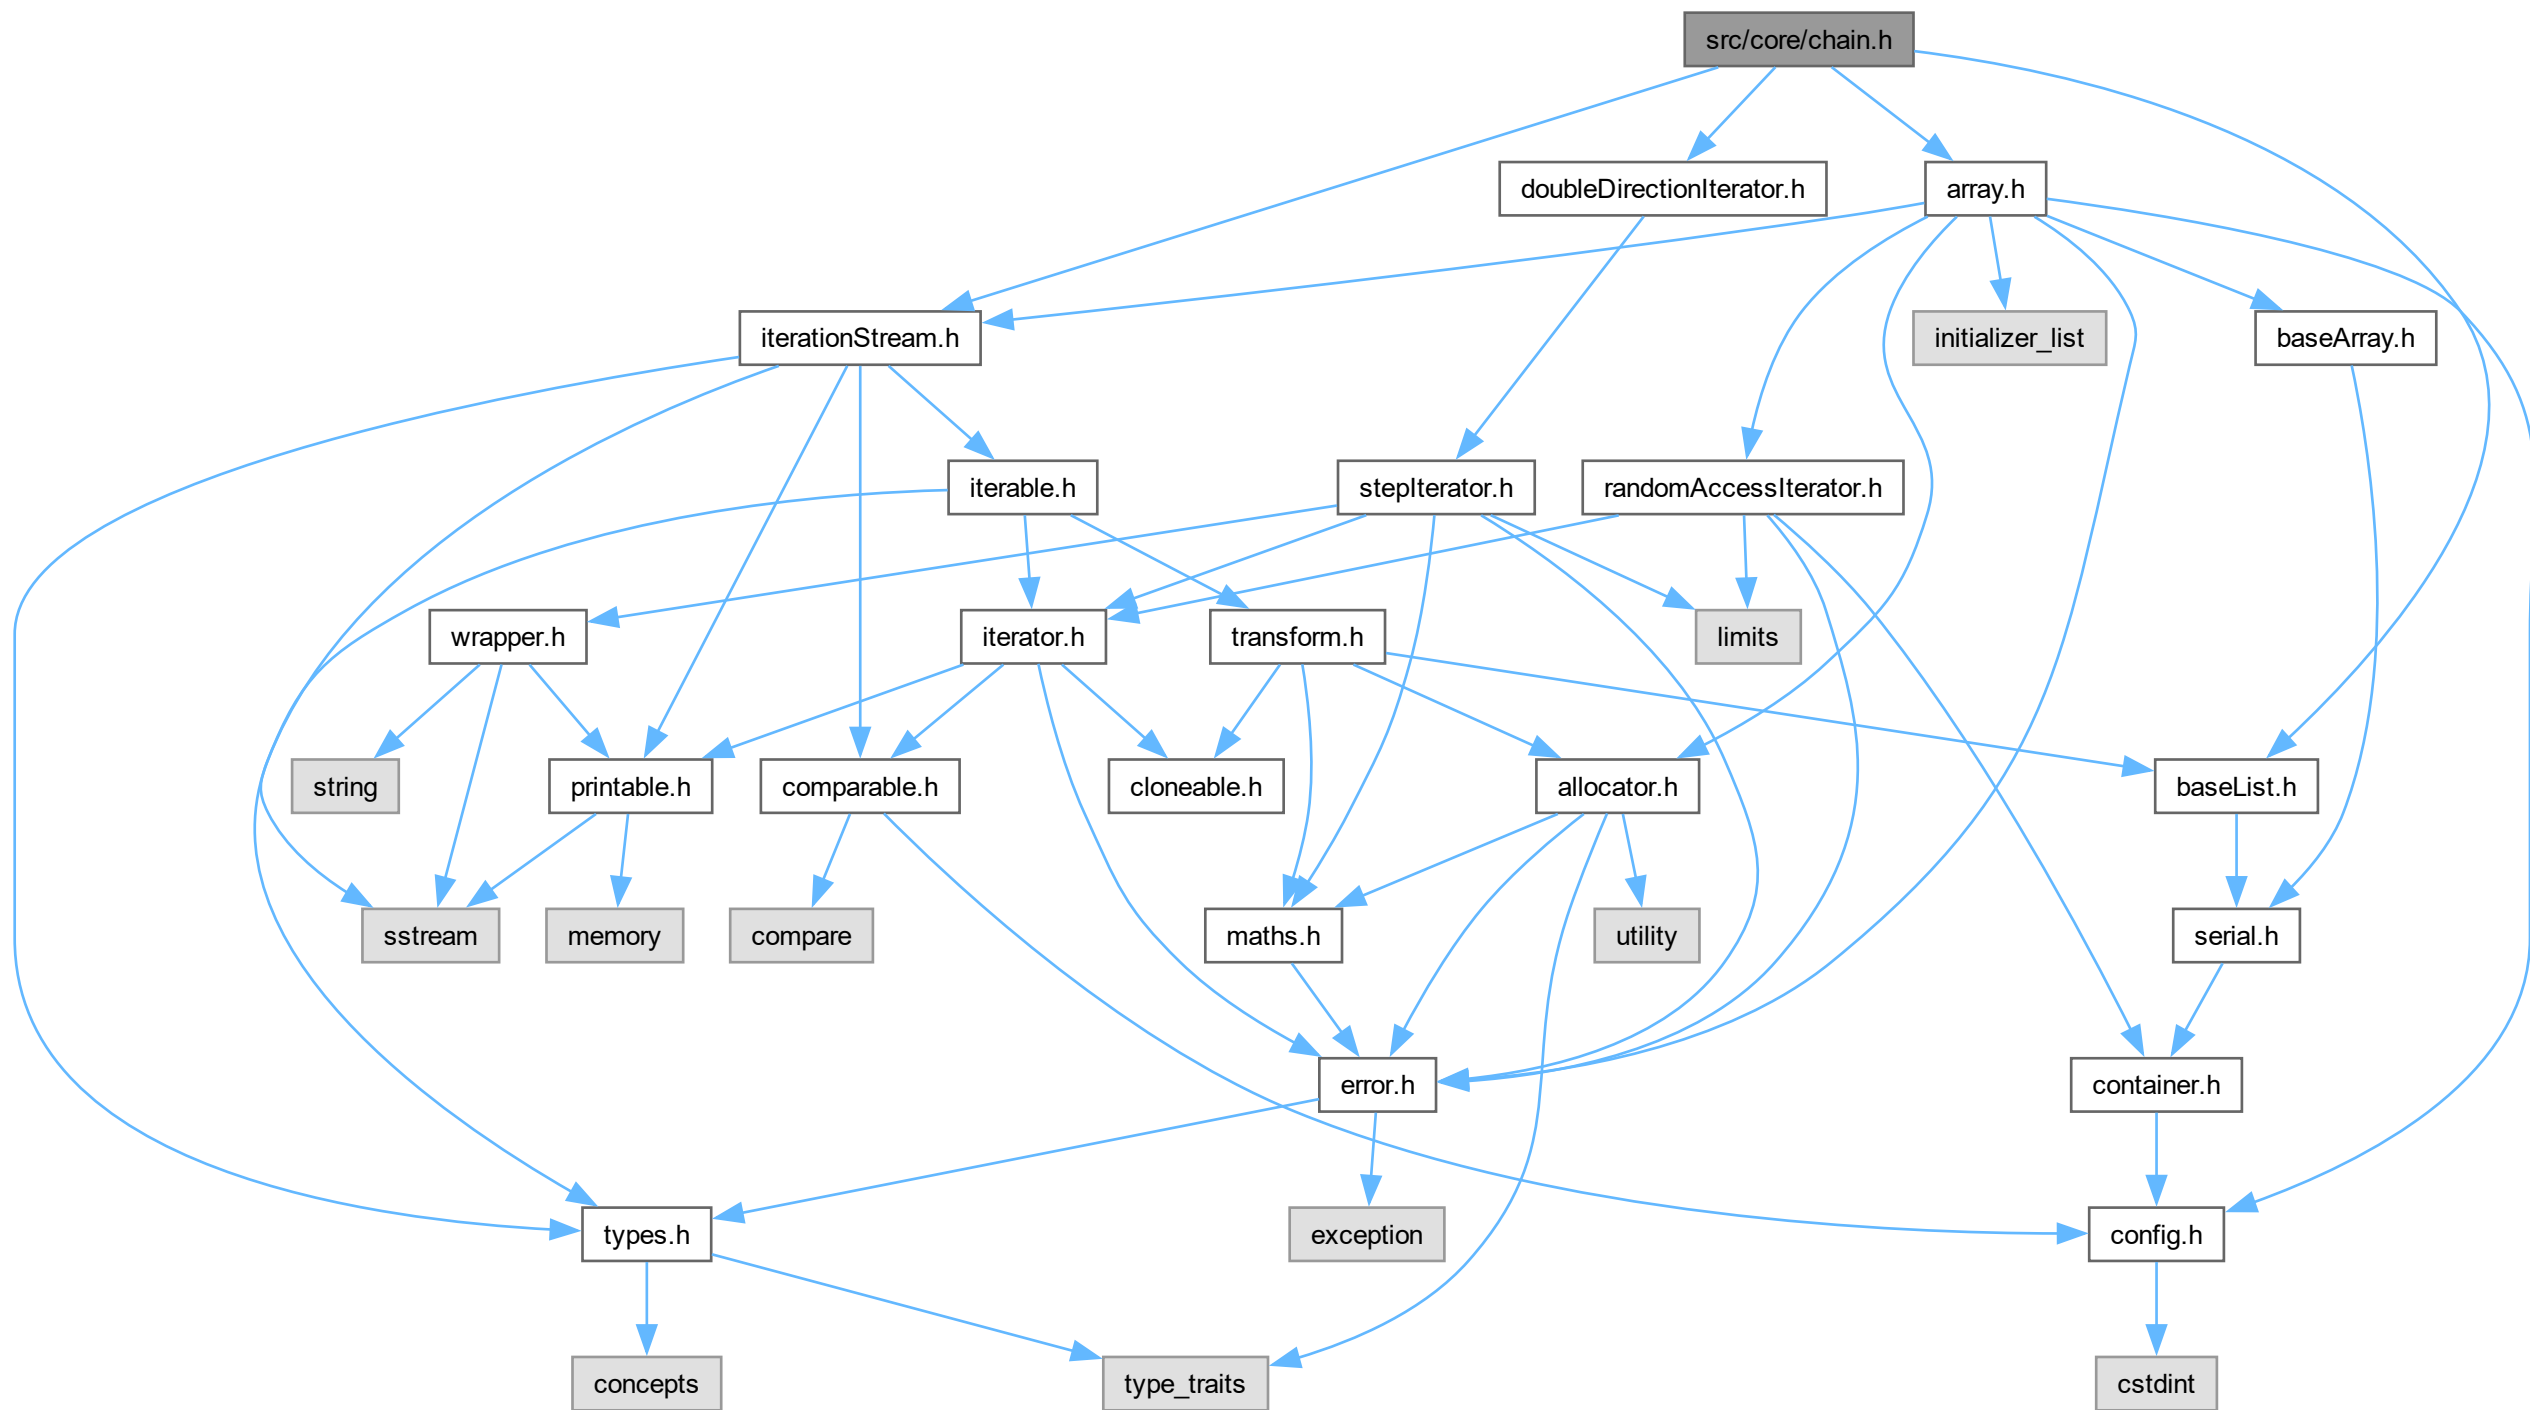 src/core/chain.h
doubleDirectionIterator.h
array.h
iterationStream.h
initializer_list
baseArray.h
iterable.h
stepIterator.h
randomAccessIterator.h
wrapper.h
iterator.h
transform.h
limits
string
printable.h
comparable.h
cloneable.h
allocator.h
baseList.h
sstream
memory
compare
maths.h
utility
serial.h
error.h
container.h
types.h
exception
config.h
concepts
type_traits
cstdint